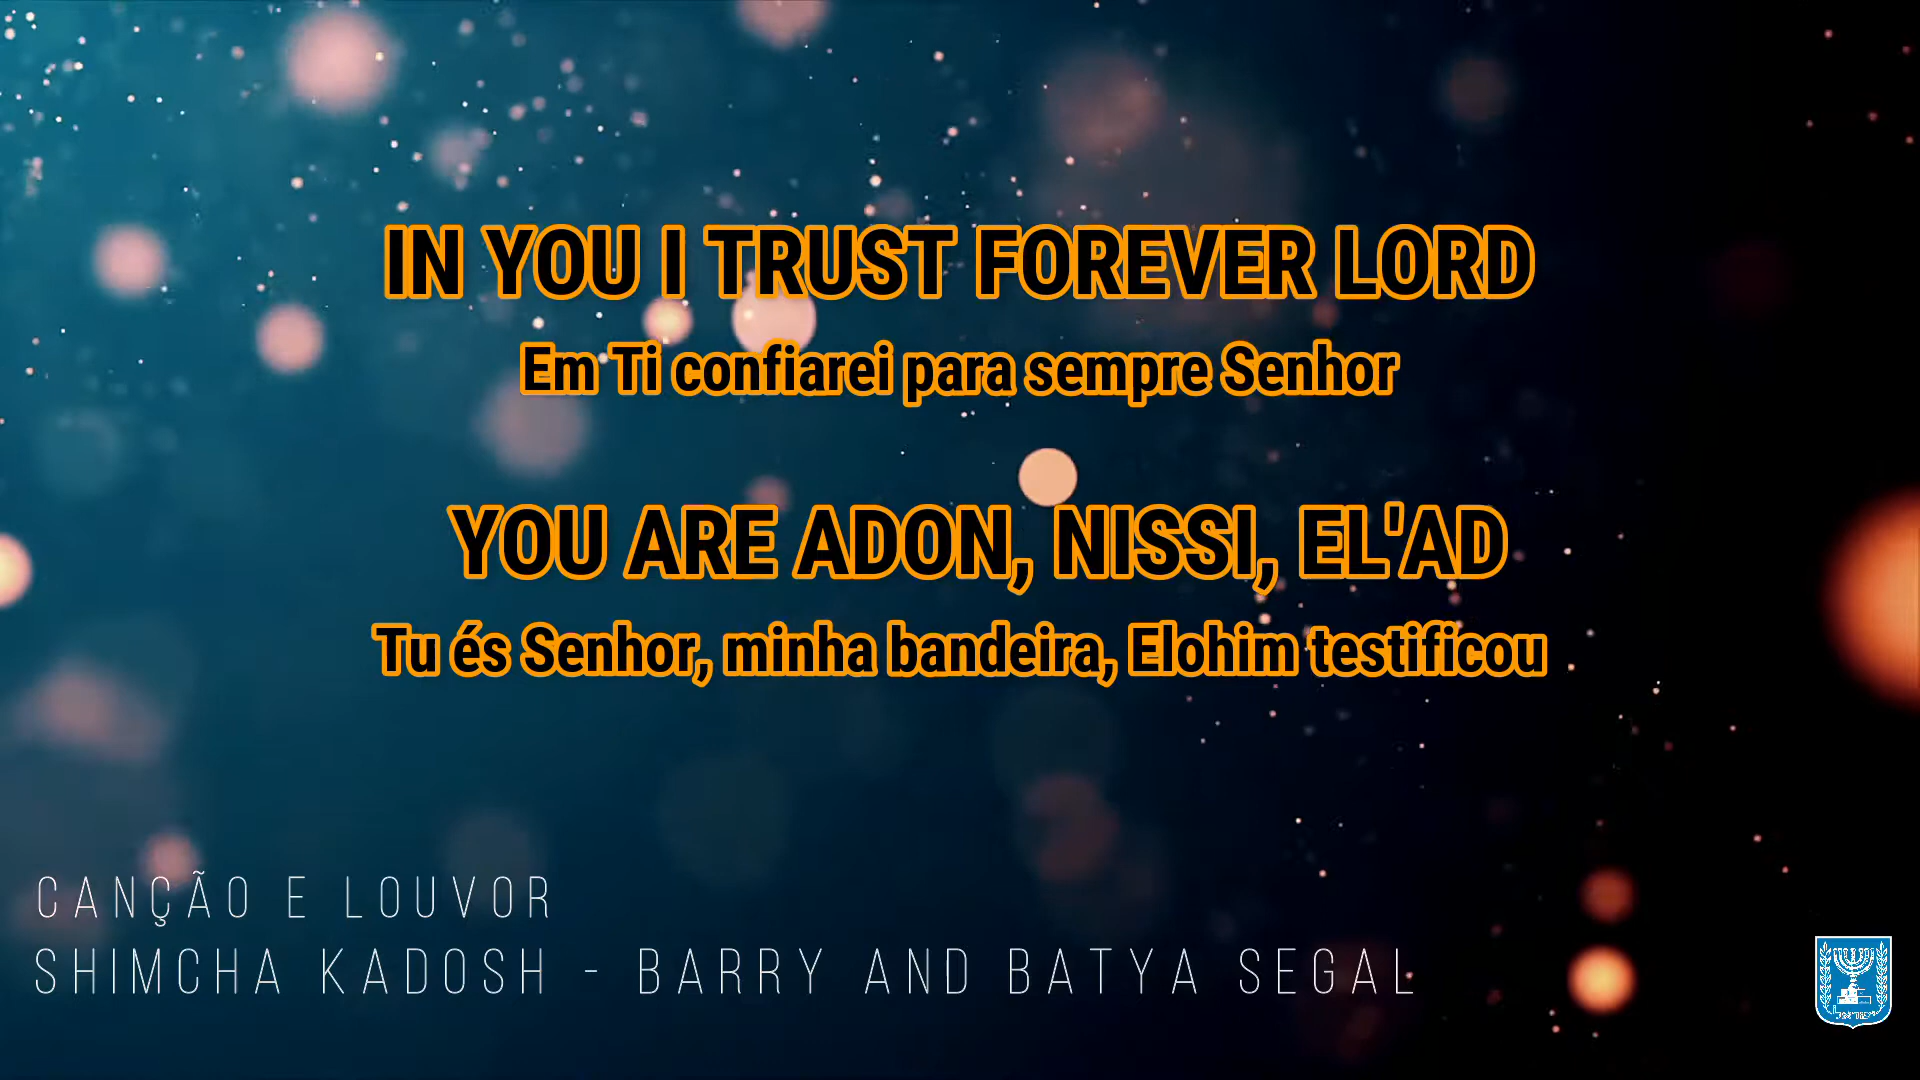 IN YOU I TRUST FOREVER LORD
Em Ti confiarei para sempre Senhor
YOU ARE ADON, NISSI, EL'AD
Tu és Senhor, minha bandeira, Elohim testificou
CANÇÃO E LOUVOR
SHIMCHA KADOSH - BARRY AND BATYA SEGAL
ישראל